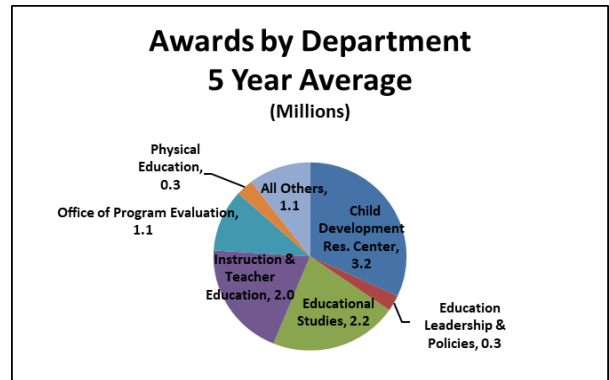 Awards by Department
5 Year Average
(Millions)
Physical
Education,
0.3
All Others,
1.1
Office of Program Evaluation,
1.1
Child
Development
Res. Center,
3.2
Instruction &
Teacher
Education, 2.0
Educational
Studies, 2.2
Education
Leadership &
Policies, 0.3